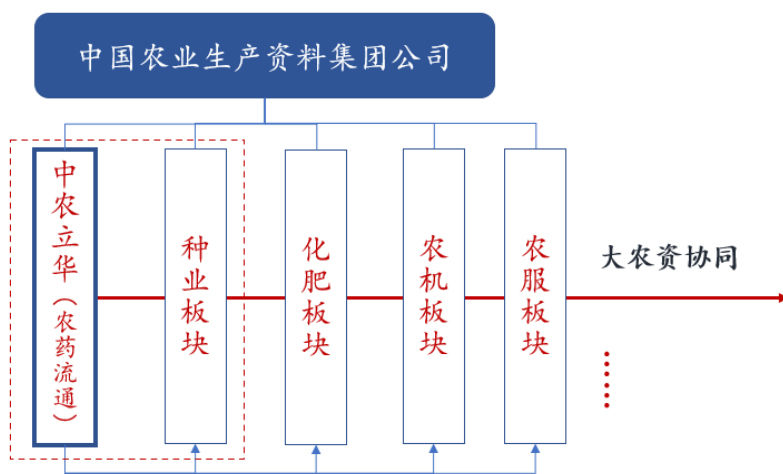 中国农业生产资料集团公司
中农立华（农药流通）
种业板块
化肥板块
农机板块
农服板块
大农资协同